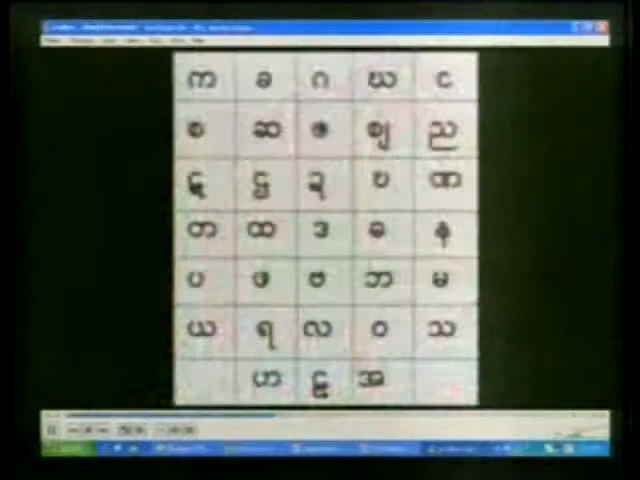 က ခ ဂ ဃ င
စ ဆ ဇ ဈ ည
ဋ ဌ ဍ ဎ ဏ
တ ထ ဒ ဓ န
ပ ဖ ဗ ဘ မ
ယ ရ လ ဝ သ
ဟ ဠ အ